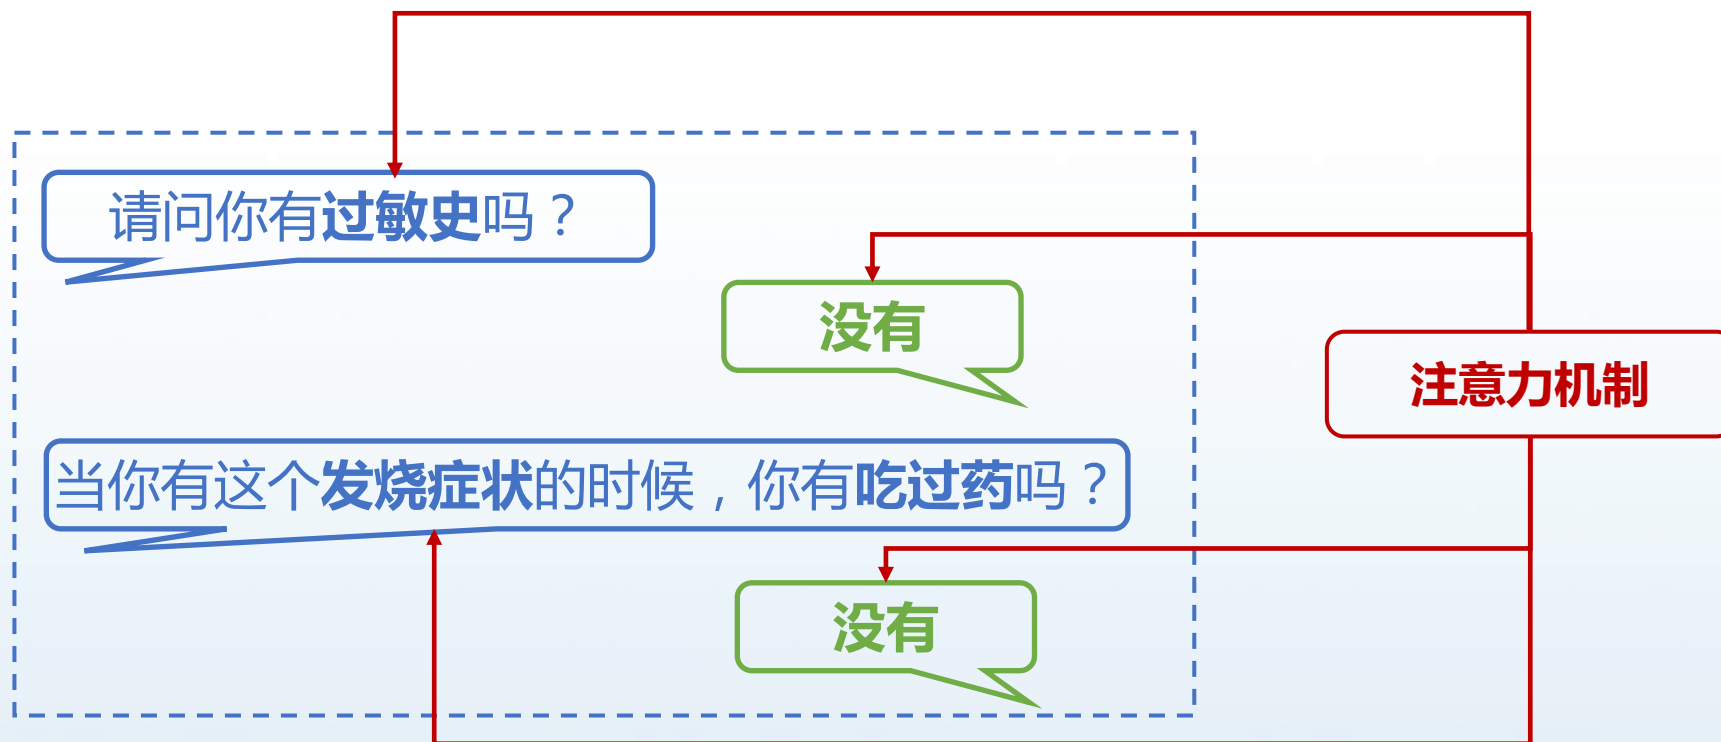 请问你有过敏史吗？
没有
注意力机制
当你有这个发烧症状的时候，你有吃过药吗？
没有